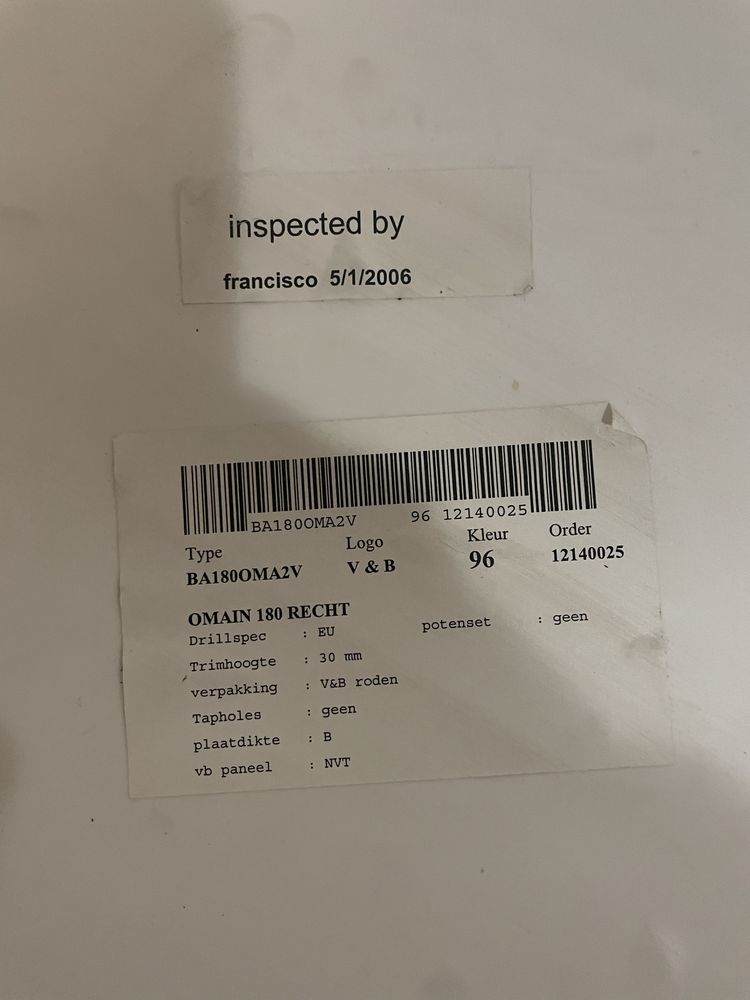 inspected by
francisco 5/1/2006
BA180OMA2V 96 12140025
Type Logo Kleur Order
BA180OMA2V V & B 96 12140025
OMAIN 180 RECHT
Drillspec : EU potenset : geen
Trimhoogte : 30 mm
verpakking : V&B roden
Tapholes : geen
plaatdikte : B
vb paneel : NVT